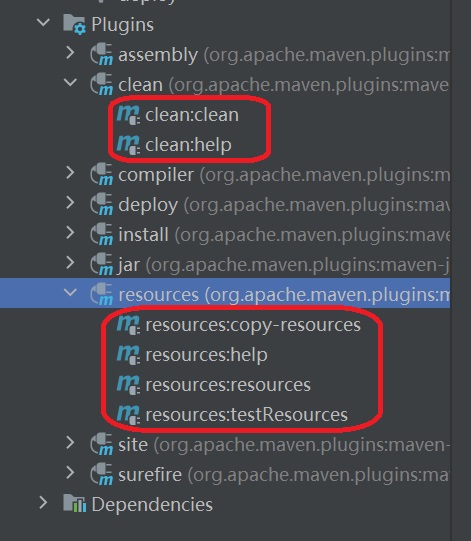 deploy
Plugins
assembly (org.apache.maven.plugins:m
clean (org.apache.maven.plugins:mave
clean:clean
clean:help
compiler (org.apache.maven.plugins:m
deploy (org.apache.maven.plugins:mav
install (org.apache.maven.plugins:mav
jar (org.apache.maven.plugins:maven-j
resources (org.apache.maven.plugins:m
resources:copy-resources
resources:help
resources:resources
resources:testResources
site (org.apache.maven.plugins:maven-
surefire (org.apache.maven.plugins:ma
Dependencies